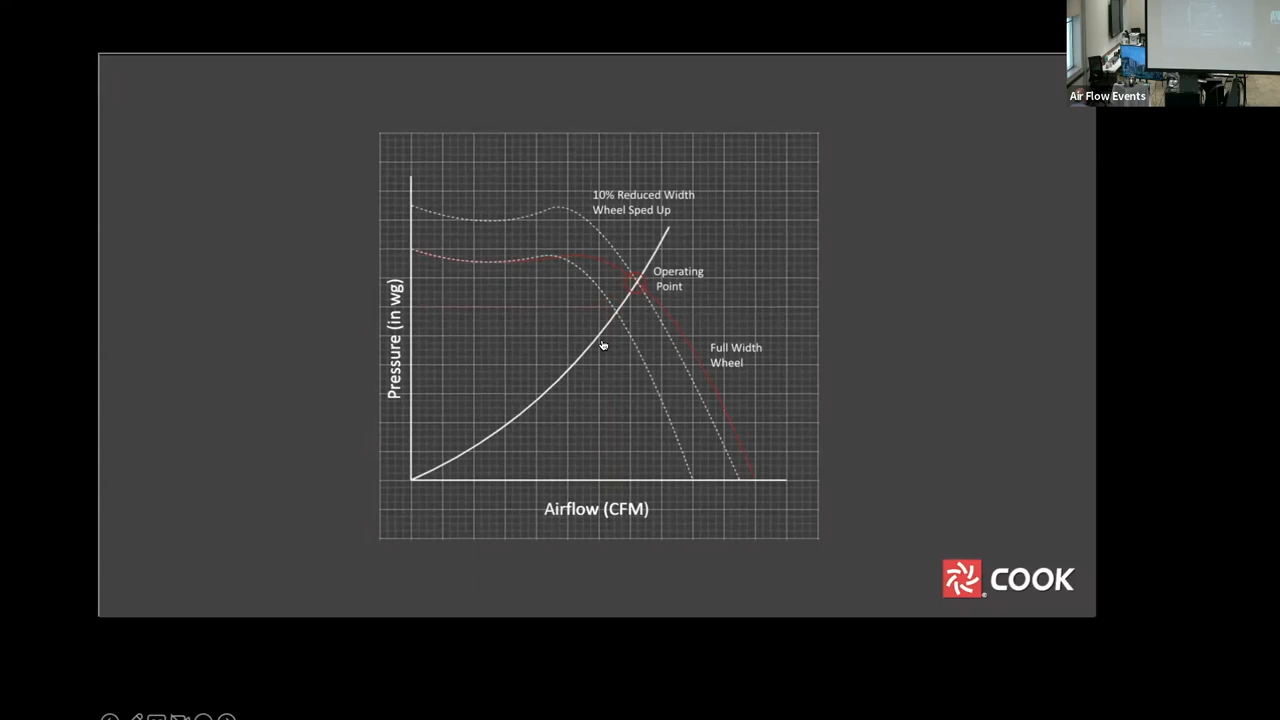 Air Flow Events
10% Reduced Width
Wheel Sped Up
Operating
Point
Full Width
Wheel
Pressure (in wg)
Airflow (CFM)
COOK